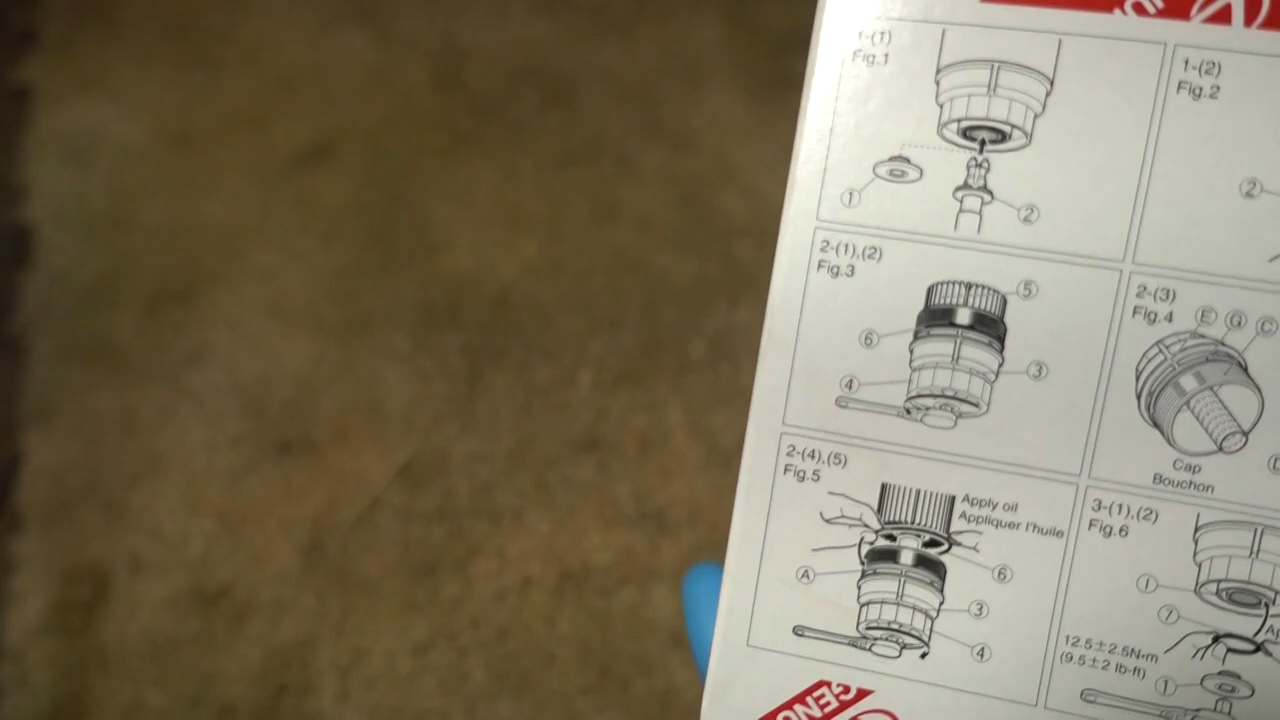 1-(1)
Fig.1
1
2
1-(2)
Fig.2
2
2-(1),(2)
Fig.3
5
6
3
4
2-(3)
Fig.4
E G C
Cap
Bouchon
2-(4),(5)
Fig.5
Apply oil
Appliquer l'huile
A
6
3
4
3-(1),(2)
Fig.6
I
7
12.5±2.5N·m
(9.5±2 lb-ft)
1
GENU